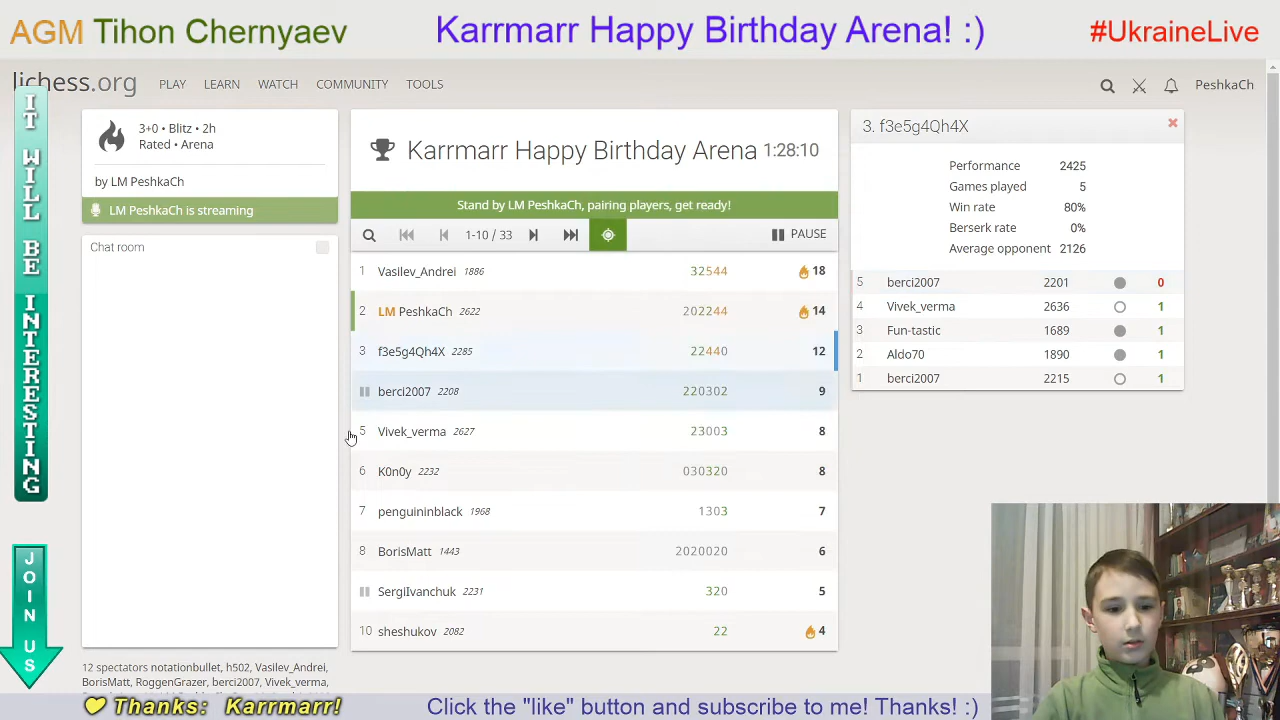 AGM Tihon Chernyaev
Karrmarr Happy Birthday Arena! :)
#UkraineLive
lichess.org
PLAY LEARN WATCH COMMUNITY TOOLS
PeshkaCh
IT WILL BE INTERESTING
JOIN US
3+0 • Blitz • 2h
Rated • Arena
by LM PeshkaCh
LM PeshkaCh is streaming
Chat room
12 spectators notationbullet, h502, Vasilev_Andrei,
BorisMatt, RoggenGrazer, berci2007, Vivek_verma,
Karrmarr Happy Birthday Arena 1:28:10
Stand by LM PeshkaCh, pairing players, get ready!
1-10 / 33 PAUSE
1 Vasilev_Andrei 1886 32544 18
2 LM PeshkaCh 2622 202244 14
3 f3e5g4Qh4X 2285 22440 12
berci2007 2208 220302 9
5 Vivek_verma 2627 23003 8
6 K0n0y 2232 030320 8
7 penguininblack 1968 1303 7
8 BorisMatt 1443 2020020 6
SergiIvanchuk 2231 320 5
10 sheshukov 2082 22 4
3. f3e5g4Qh4X
Performance 2425
Games played 5
Win rate 80%
Berserk rate 0%
Average opponent 2126
5 berci2007 2201 0
4 Vivek_verma 2636 1
3 Fun-tastic 1689 1
2 Aldo70 1890 1
1 berci2007 2215 1
Thanks: Karrmarr!
Click the "like" button and subscribe to me! Thanks! :)